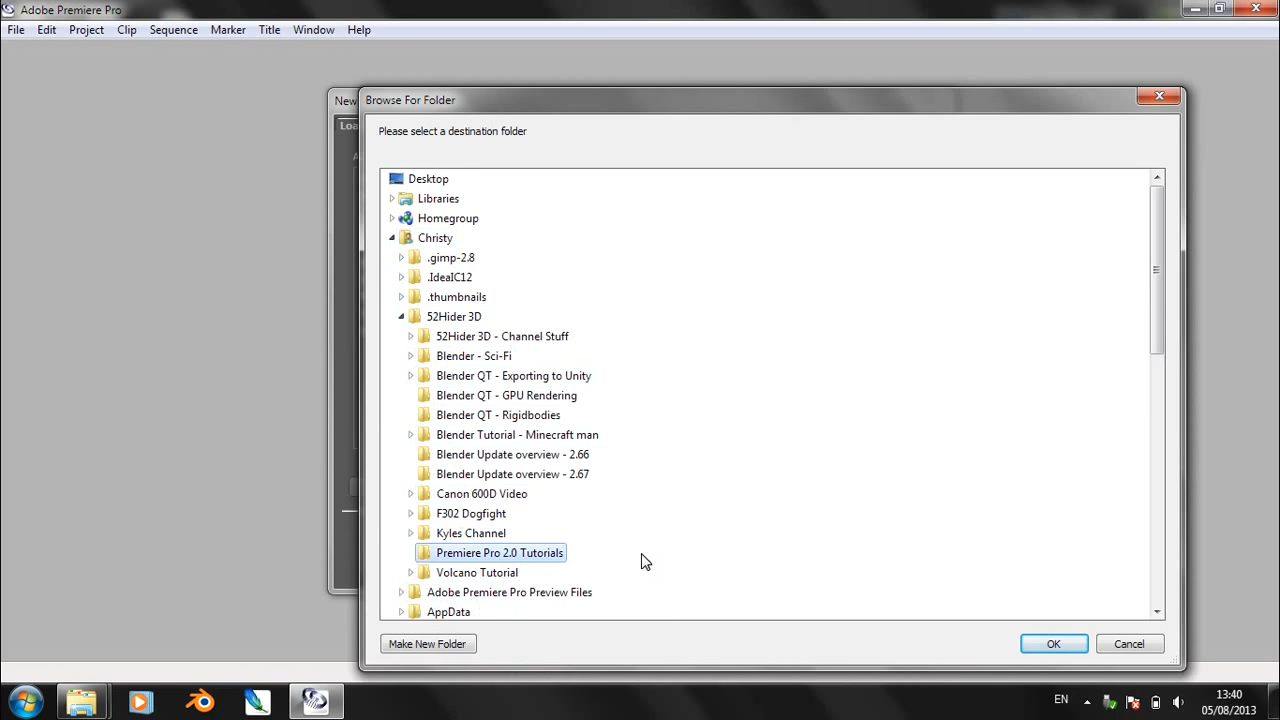 Adobe Premiere Pro
File Edit Project Clip Sequence Marker Title Window Help
New
Browse For Folder
Loa
Please select a destination folder
A
Desktop
Libraries
Homegroup
Christy
.gimp-2.8
.IdeaIC12
.thumbnails
52Hider 3D
52Hider 3D - Channel Stuff
Blender - Sci-Fi
Blender QT - Exporting to Unity
Blender QT - GPU Rendering
Blender QT - Rigidbodies
Blender Tutorial - Minecraft man
Blender Update overview - 2.66
Blender Update overview - 2.67
Canon 600D Video
F302 Dogfight
Kyles Channel
Premiere Pro 2.0 Tutorials
Volcano Tutorial
Adobe Premiere Pro Preview Files
AppData
Make New Folder OK Cancel
EN 13:40
05/08/2013